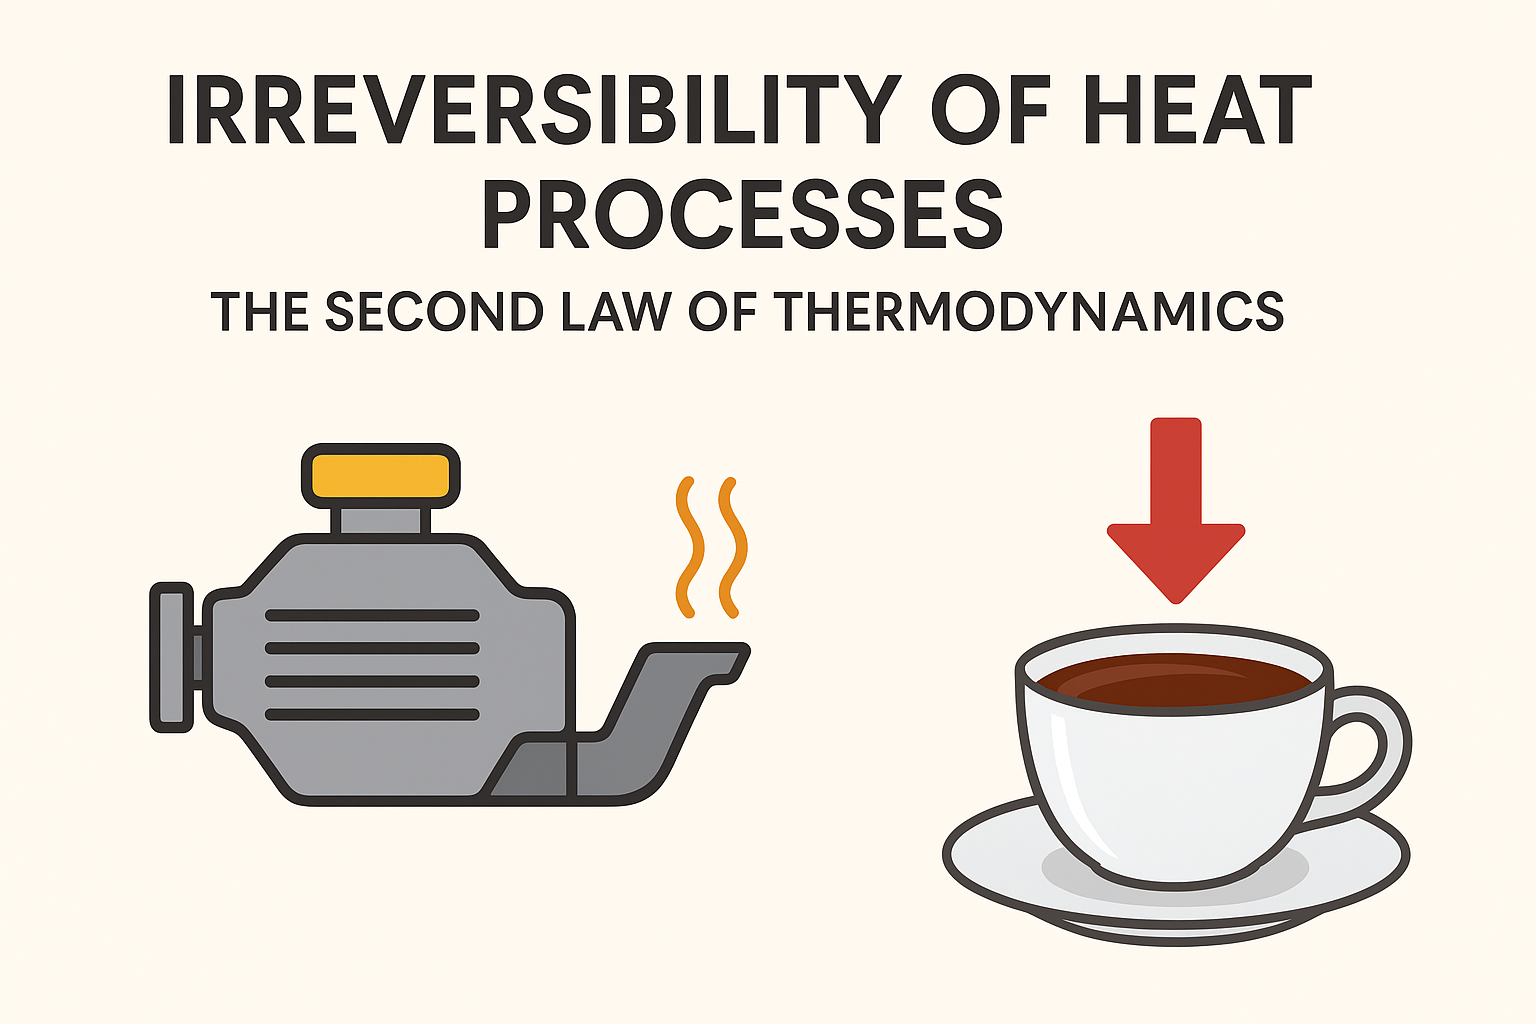 IRREVERSIBILITY OF HEAT
PROCESSES
THE SECOND LAW OF THERMODYNAMICS